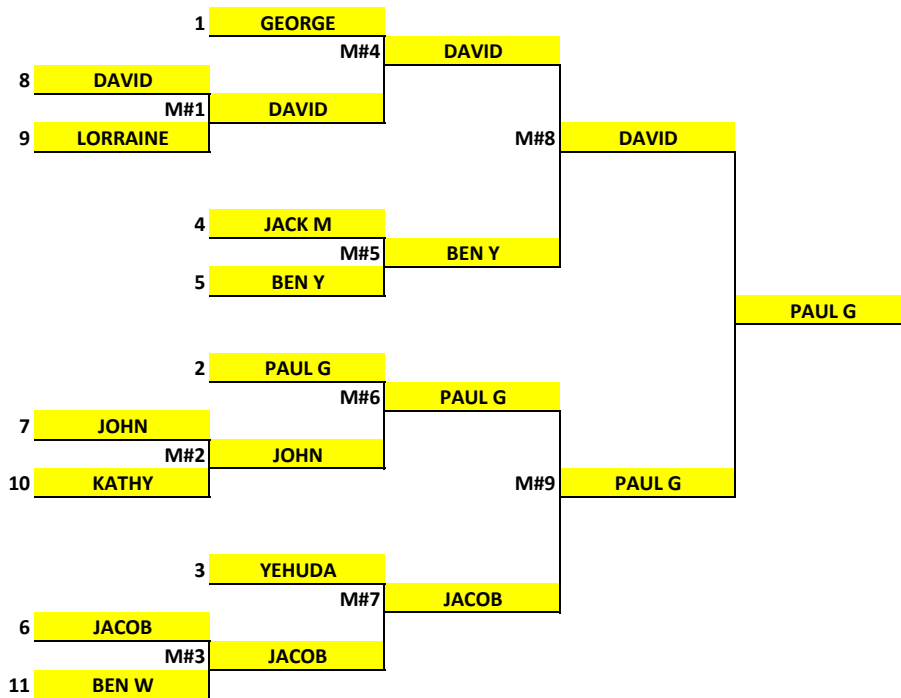 1 GEORGE
M#4 DAVID
8 DAVID
M#1 DAVID
9 LORRAINE
M#8 DAVID
4 JACK M
M#5 BEN Y
5 BEN Y
PAUL G
2 PAUL G
M#6 PAUL G
7 JOHN
M#2 JOHN
10 KATHY
M#9 PAUL G
3 YEHUDA
M#7 JACOB
6 JACOB
M#3 JACOB
11 BEN W